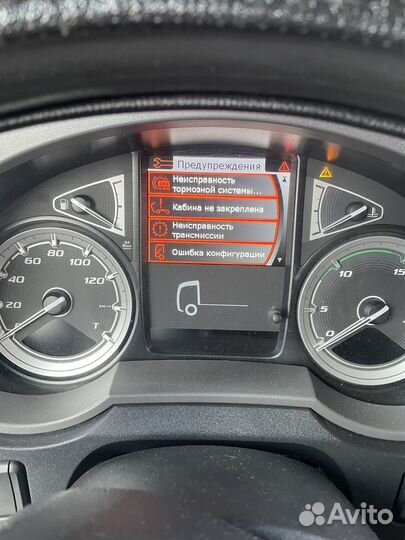 Предупреждения
Неисправность
тормозной системы...
Кабина не закреплена
Неисправность
трансмиссии
Ошибка конфигурации
20
40
60
80
100
120
km/h
T
0
5
10
15
Avito